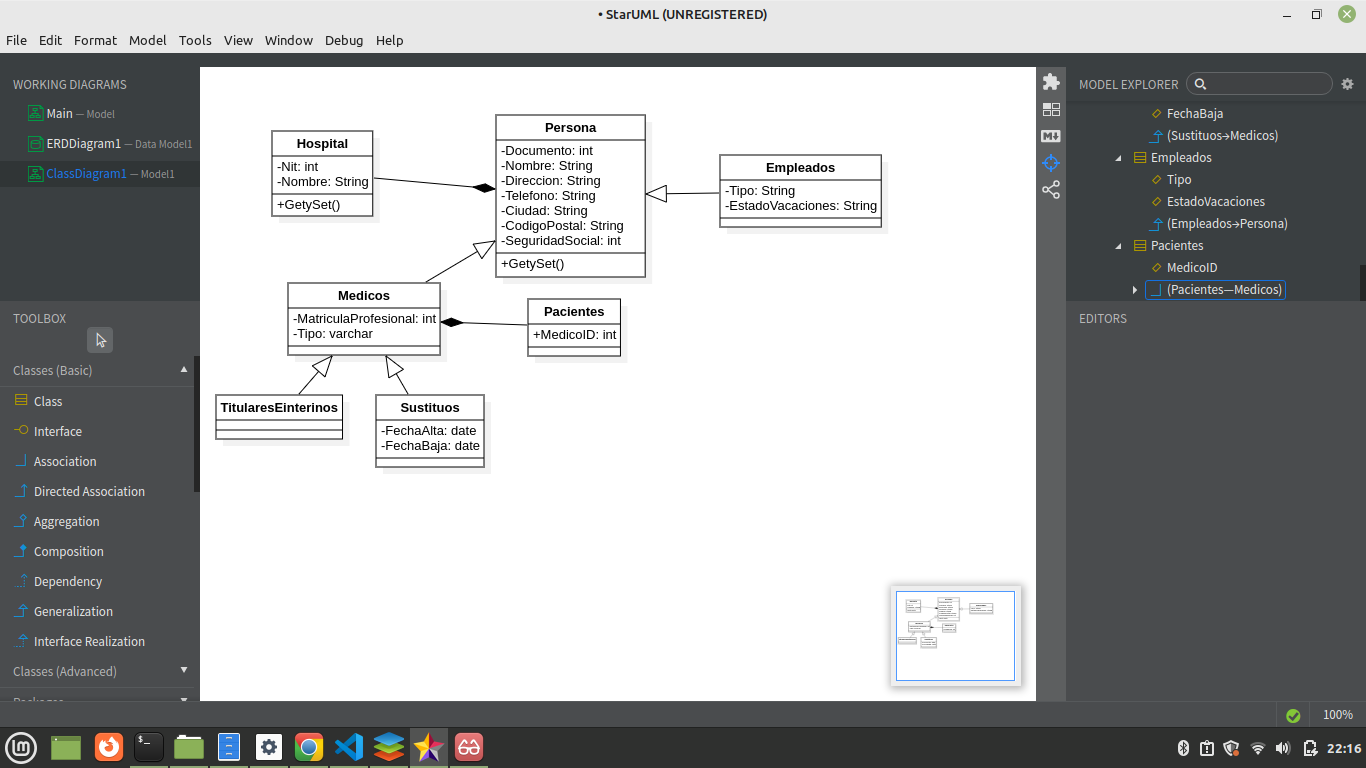 • StarUML (UNREGISTERED)
File Edit Format Model Tools View Window Debug Help
WORKING DIAGRAMS
Main — Model
ERDDiagram1 — Data Model1
ClassDiagram1 — Model1
TOOLBOX
Classes (Basic)
Class
Interface
Association
Directed Association
Aggregation
Composition
Dependency
Generalization
Interface Realization
Classes (Advanced)
Packages
Hospital
-Nit: int
-Nombre: String
+GetySet()
Persona
-Documento: int
-Nombre: String
-Direccion: String
-Telefono: String
-Ciudad: String
-CodigoPostal: String
-SeguridadSocial: int
+GetySet()
Empleados
-Tipo: String
-EstadoVacaciones: String
Medicos
-MatriculaProfesional: int
-Tipo: varchar
Pacientes
+MedicoID: int
TitularesEinterinos
Sustituos
-FechaAlta: date
-FechaBaja: date
MODEL EXPLORER
FechaBaja
(Sustituos→Medicos)
Empleados
Tipo
EstadoVacaciones
(Empleados→Persona)
Pacientes
MedicoID
(Pacientes—Medicos)
EDITORS
100%
22:16